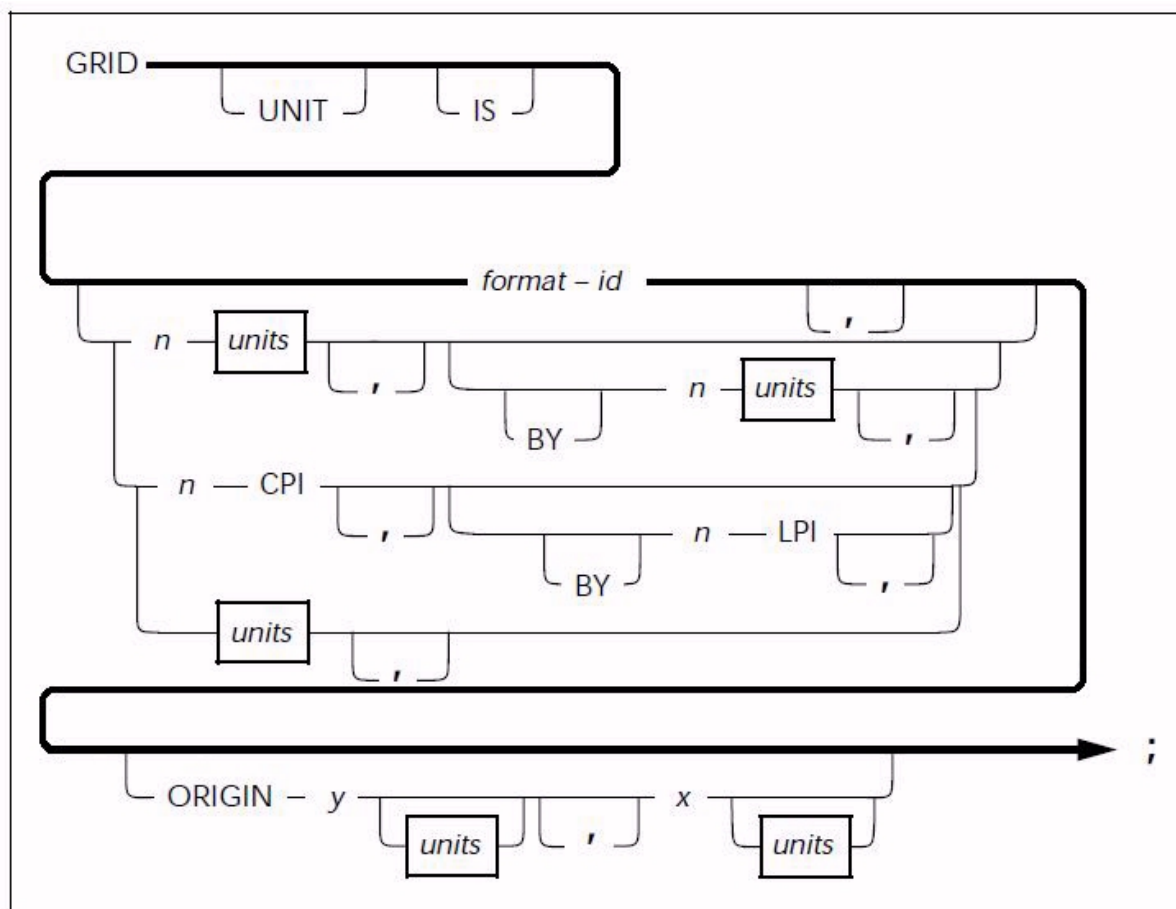 GRID
UNIT IS
format – id
,
n units
, n units
BY ,
n CPI
, n LPI
BY ,
units
,
;
ORIGIN y x
units , units